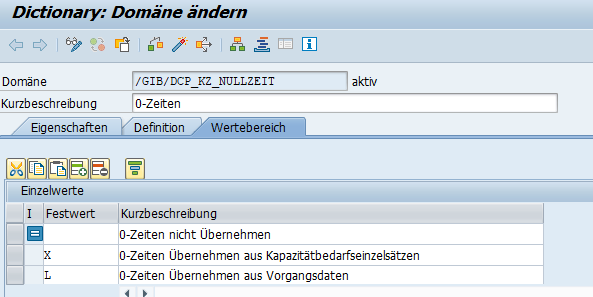 Dictionary: Domäne ändern
Domäne /GIB/DCP_KZ_NULLZEIT aktiv
Kurzbeschreibung 0-Zeiten
Eigenschaften Definition Wertebereich
Einzelwerte
I Festwert Kurzbeschreibung
0-Zeiten nicht Übernehmen
X 0-Zeiten Übernehmen aus Kapazitätbedarfseinzelsätzen
L 0-Zeiten Übernehmen aus Vorgangsdaten